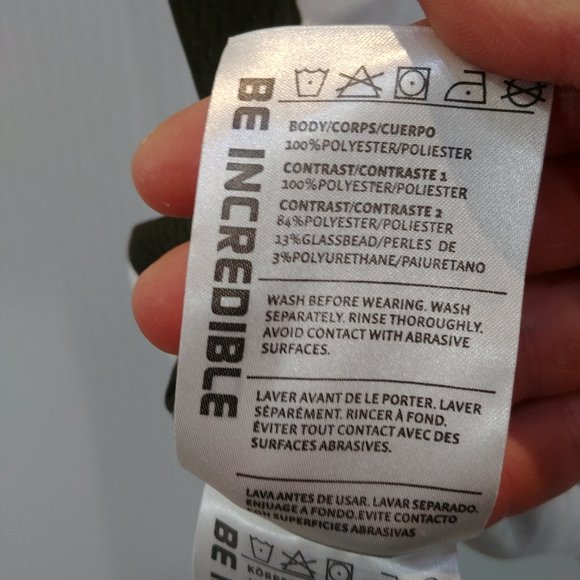 BE INCREDIBLE
BODY/CORPS/CUERPO
100%POLYESTER/POLIESTER
CONTRAST/CONTRASTE 1
100%POLYESTER/POLIESTER
CONTRAST/CONTRASTE 2
84%POLYESTER/POLIESTER
13%GLASSBEAD/PERLES DE
3%POLYURETHANE/PAIURETANO
WASH BEFORE WEARING. WASH
SEPARATELY. RINSE THOROUGHLY.
AVOID CONTACT WITH ABRASIVE
SURFACES.
LAVER AVANT DE LE PORTER. LAVER
SÉPARÉMENT. RINCER À FOND.
ÉVITER TOUT CONTACT AVEC DES
SURFACES ABRASIVES.
LAVA ANTES DE USAR. LAVAR SEPARADO.
ENJUAGE A FONDO. EVITE CONTACTO
CON SUPERFICIES ABRASIVAS
BE IN